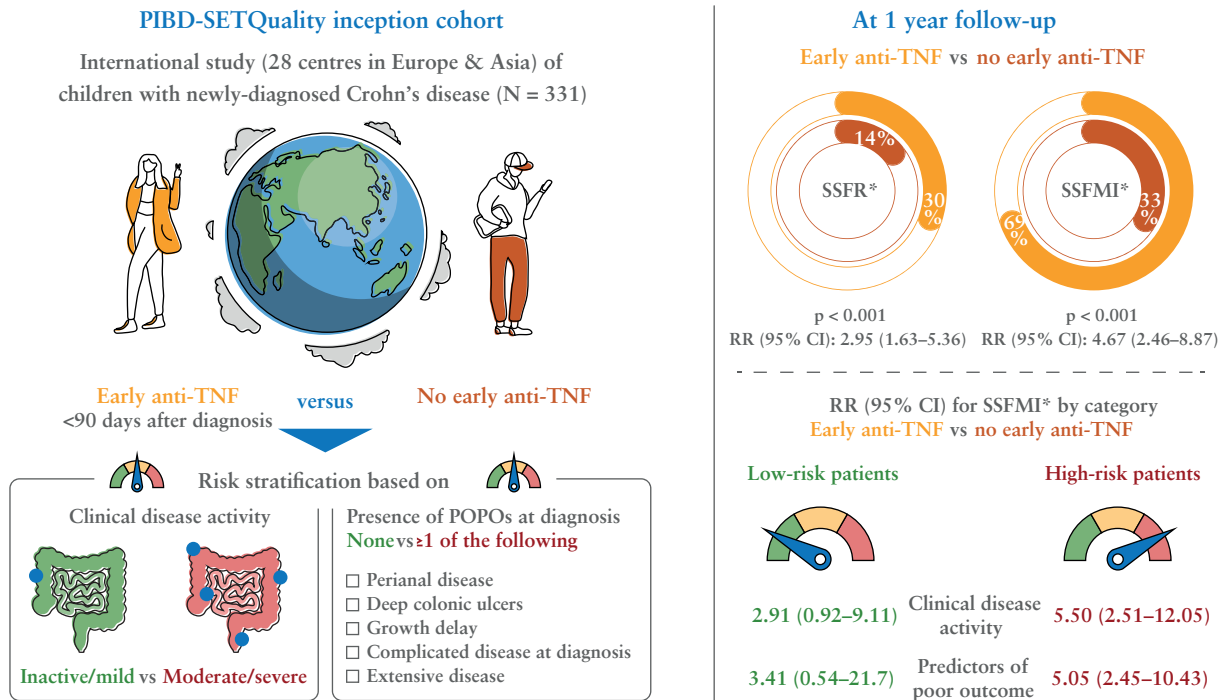 PIBD-SETQuality inception cohort
International study (28 centres in Europe & Asia) of
children with newly-diagnosed Crohn's disease (N = 331)
Early anti-TNF
<90 days after diagnosis
versus
No early anti-TNF
Risk stratification based on
Clinical disease activity
Inactive/mild vs Moderate/severe
Presence of POPOs at diagnosis
None vs ≥1 of the following
Perianal disease
Deep colonic ulcers
Growth delay
Complicated disease at diagnosis
Extensive disease
At 1 year follow-up
Early anti-TNF vs no early anti-TNF
14%
30
%
SSFR*
33
%
69
%
SSFMI*
p < 0.001
RR (95% CI): 2.95 (1.63–5.36)
p < 0.001
RR (95% CI): 4.67 (2.46–8.87)
RR (95% CI) for SSFMI* by category
Early anti-TNF vs no early anti-TNF
Low-risk patients
High-risk patients
2.91 (0.92–9.11)
Clinical disease
activity
5.50 (2.51–12.05)
3.41 (0.54–21.7)
Predictors of
poor outcome
5.05 (2.45–10.43)